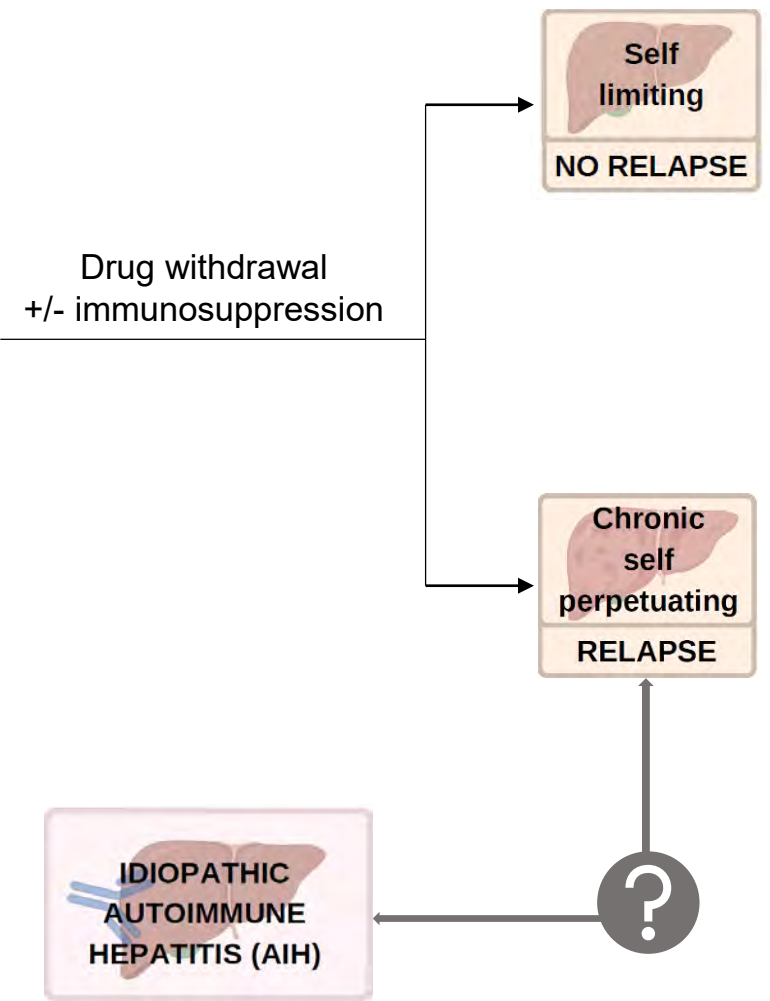 Self
limiting
NO RELAPSE
Drug withdrawal
+/- immunosuppression
Chronic
self
perpetuating
RELAPSE
?
IDIOPATHIC
AUTOIMMUNE
HEPATITIS (AIH)